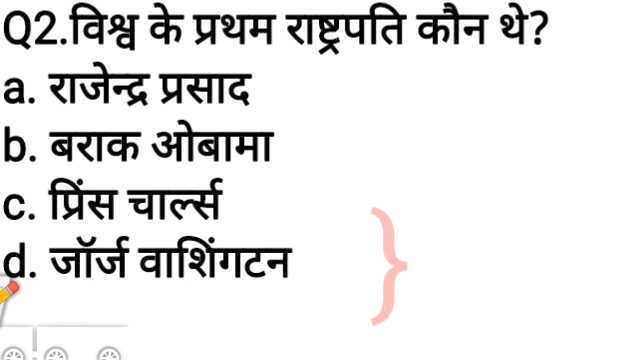 Q2.विश्व के प्रथम राष्ट्रपति कौन थे?
a. राजेन्द्र प्रसाद
b. बराक ओबामा
c. प्रिंस चार्ल्स
d. जॉर्ज वाशिंगटन
}